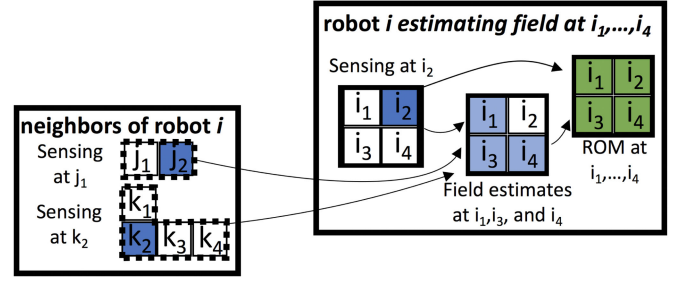 robot i estimating field at i1,...,i4
Sensing at i2
i1 i2
i3 i4
i1 i2
i3 i4
Field estimates
at i1,i3, and i4
i1 i2
i3 i4
ROM at
i1,...,i4
neighbors of robot i
Sensing
at j1
j1 j2
Sensing
at k2
k1
k2 k3 k4